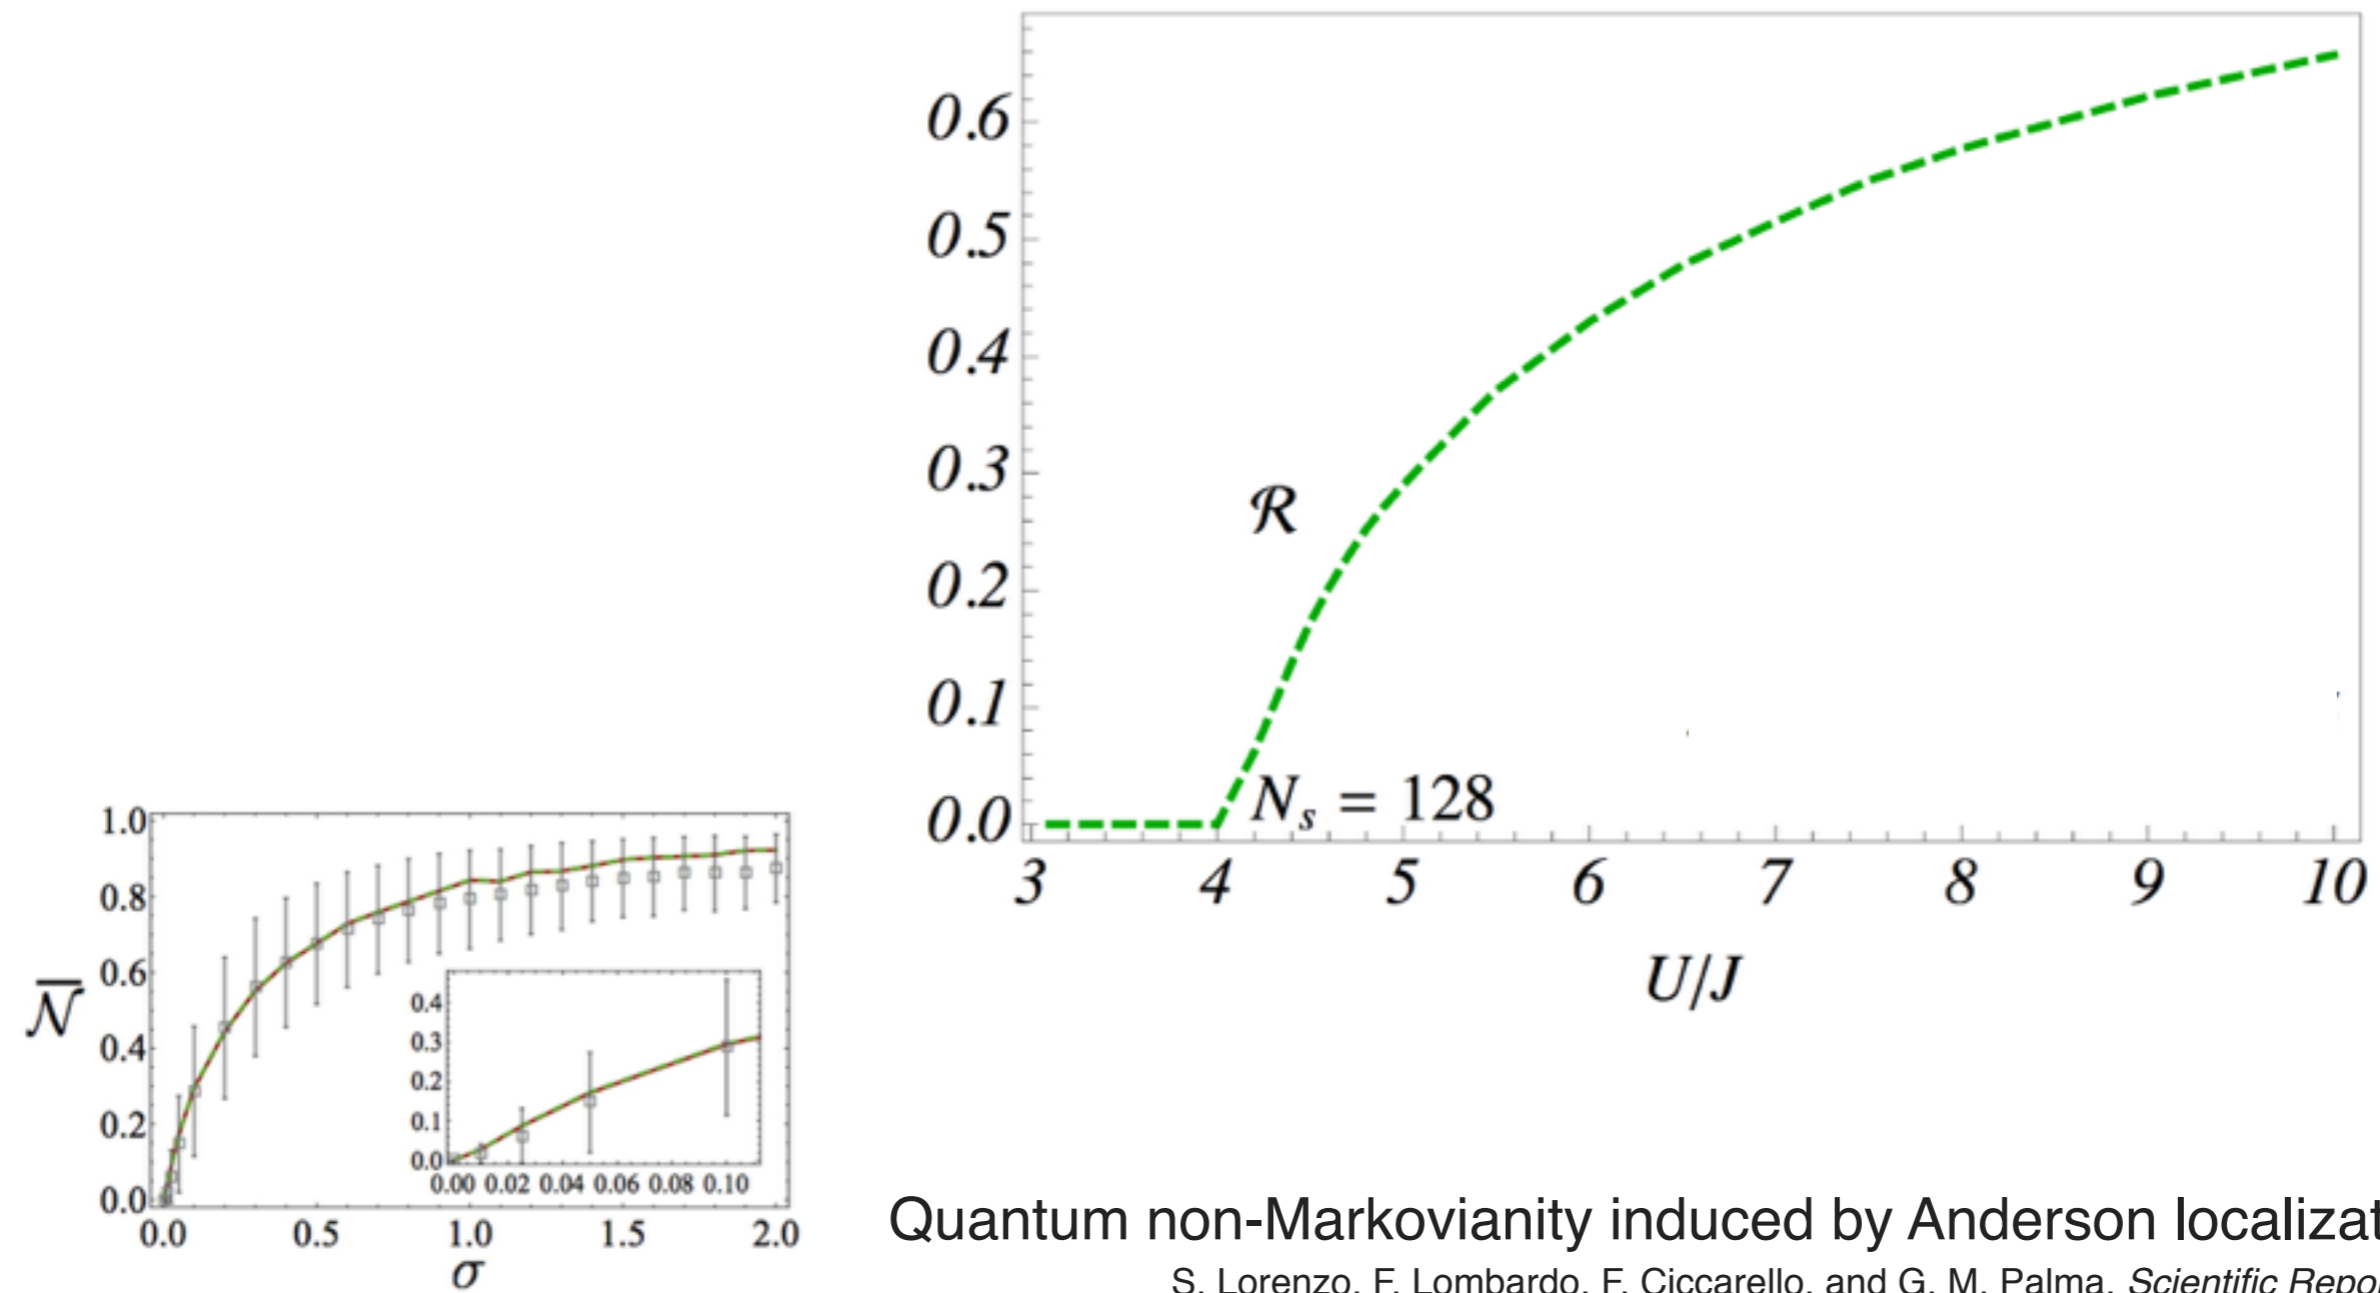 0.6
0.5
0.4
0.3
ℛ
0.2
0.1
0.0
N_s = 128
3 4 5 6 7 8 9 10
U/J
1.0
0.8
0.6
0.4
0.2
0.0
𝒩̅
0.0 0.5 1.0 1.5 2.0
σ
0.4
0.3
0.2
0.1
0.0
0.00 0.02 0.04 0.06 0.08 0.10
Quantum non-Markovianity induced by Anderson localizat
S. Lorenzo, F. Lombardo, F. Ciccarello, and G. M. Palma, Scientific Repo